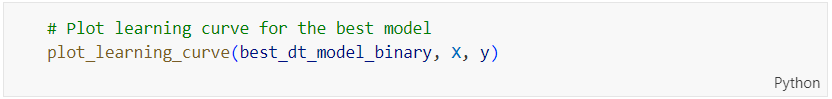 # Plot learning curve for the best model
plot_learning_curve(best_dt_model_binary, X, y)
Python